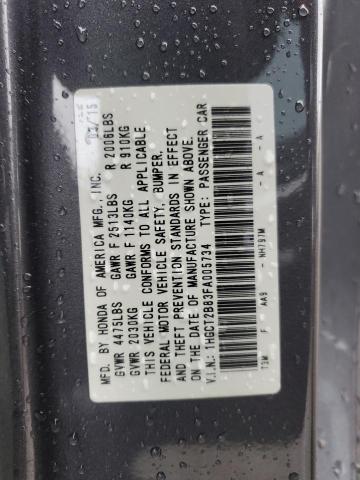 MFD. BY HONDA OF AMERICA MFG., INC. /15
GVWR 4475LBS GAWR F 2513LBS R 2006LBS
GVWR 2030KG GAWR F 1140KG R 910KG
THIS VEHICLE CONFORMS TO ALL APPLICABLE
FEDERAL MOTOR VEHICLE SAFETY, BUMPER,
AND THEFT PREVENTION STANDARDS IN EFFECT
ON THE DATE OF MANUFACTURE SHOWN ABOVE.
V.I.N.: 1HGCT2B83FA005734 TYPE: PASSENGER CAR
T3M F AA9 - NH797M - A - A